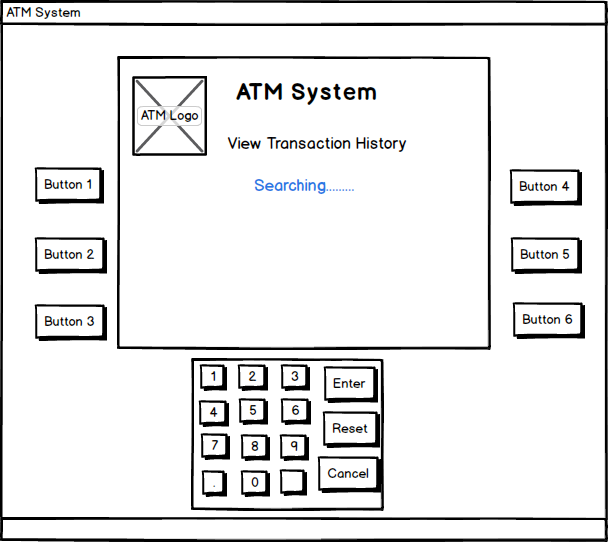 ATM System
ATM System
ATM Logo
View Transaction History
Searching.........
Button 1
Button 4
Button 2
Button 5
Button 3
Button 6
1 2 3 Enter
4 5 6
Reset
7 8 9
Cancel
. 0